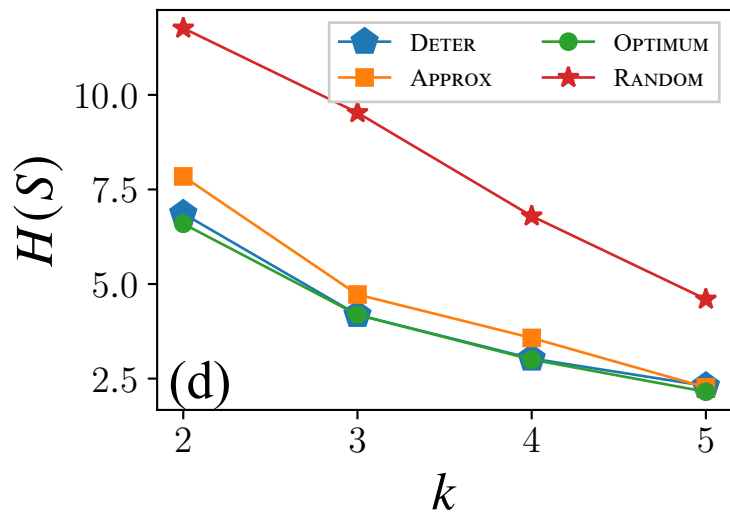 DETER OPTIMUM
APPROX RANDOM
10.0
7.5
5.0
2.5
H(S)
(d)
2 3 4 5
k